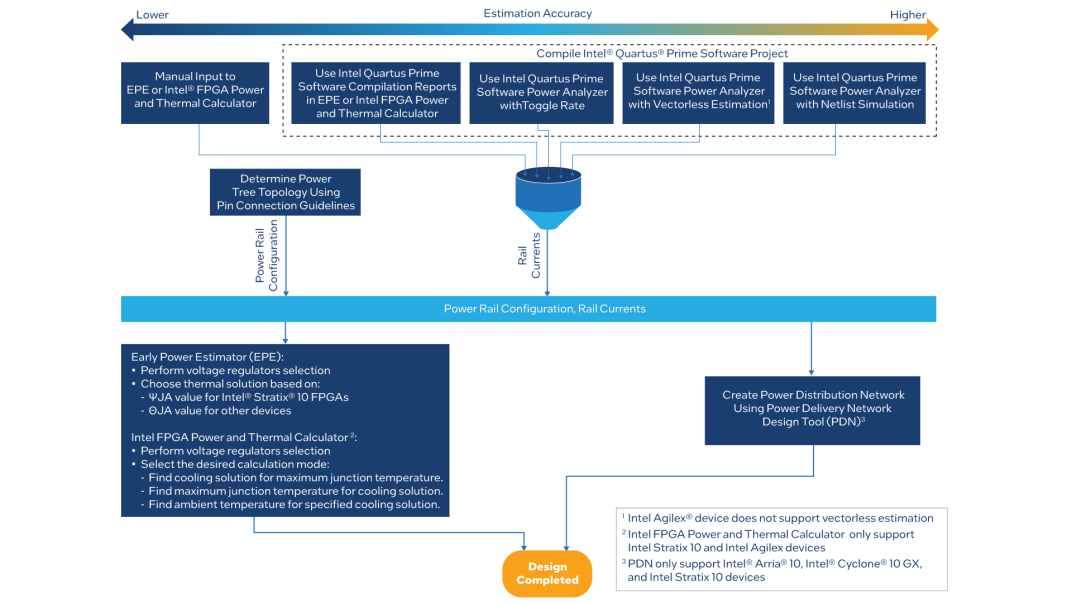 Lower
Estimation Accuracy
Higher
Compile Intel® Quartus® Prime Software Project
Manual Input to
EPE or Intel® FPGA Power
and Thermal Calculator
Use Intel Quartus Prime
Software Compilation Reports
in EPE or Intel FPGA Power
and Thermal Calculator
Use Intel Quartus Prime
Software Power Analyzer
withToggle Rate
Use Intel Quartus Prime
Software Power Analyzer
with Vectorless Estimation¹
Use Intel Quartus Prime
Software Power Analyzer
with Netlist Simulation
Determine Power
Tree Topology Using
Pin Connection Guidelines
Power Rail
Configuration
Rail
Currents
Power Rail Configuration, Rail Currents
Early Power Estimator (EPE):
• Perform voltage regulators selection
• Choose thermal solution based on:
- ΨJA value for Intel® Stratix® 10 FPGAs
- ΘJA value for other devices
Intel FPGA Power and Thermal Calculator ²:
• Perform voltage regulators selection
• Select the desired calculation mode:
- Find cooling solution for maximum junction temperature.
- Find maximum junction temperature for cooling solution.
- Find ambient temperature for specified cooling solution.
Create Power Distribution Network
Using Power Delivery Network
Design Tool (PDN)³
Design
Completed
¹ Intel Agilex® device does not support vectorless estimation
² Intel FPGA Power and Thermal Calculator only support
Intel Stratix 10 and Intel Agilex devices
³ PDN only support Intel® Arria® 10, Intel® Cyclone® 10 GX,
and Intel Stratix 10 devices